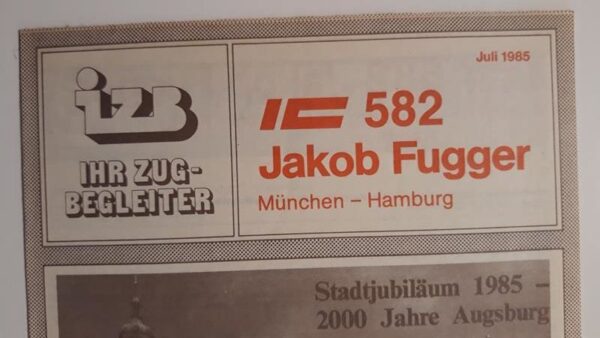 izb
IHR ZUG-
BEGLEITER
Juli 1985
IC 582
Jakob Fugger
München – Hamburg
Stadtjubiläum 1985 –
2000 Jahre Augsburg